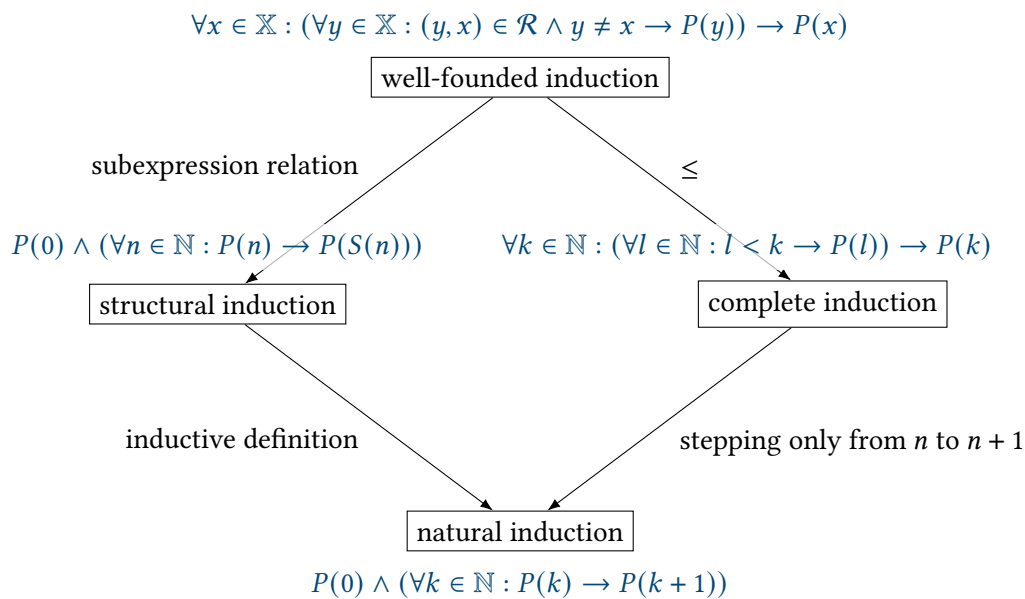 ∀x ∈ 𝕏 : (∀y ∈ 𝕏 : (y, x) ∈ ℛ ∧ y ≠ x → P(y)) → P(x)
well-founded induction
subexpression relation
≤
P(0) ∧ (∀n ∈ ℕ : P(n) → P(S(n)))
∀k ∈ ℕ : (∀l ∈ ℕ : l < k → P(l)) → P(k)
structural induction
complete induction
inductive definition
stepping only from n to n + 1
natural induction
P(0) ∧ (∀k ∈ ℕ : P(k) → P(k + 1))